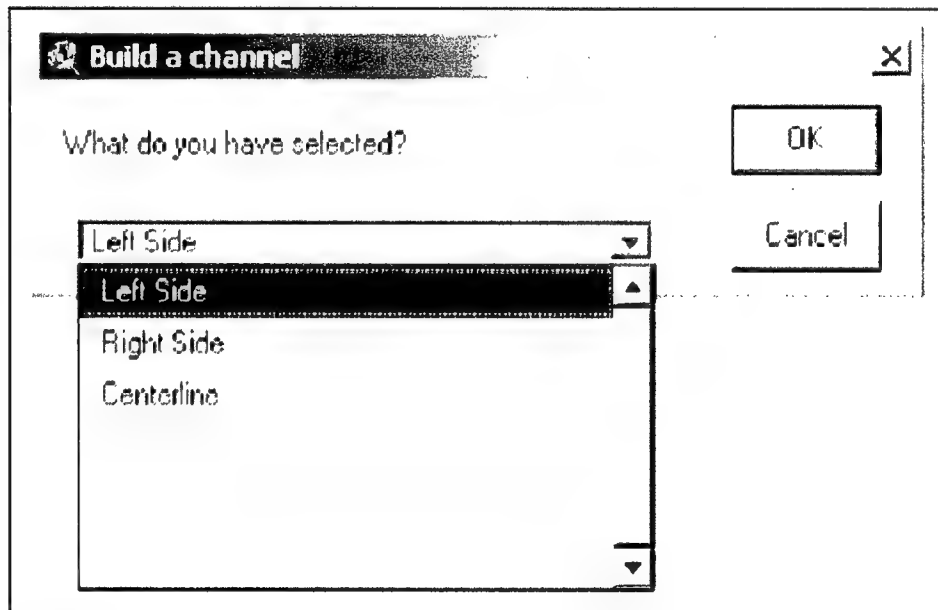 Build a channel
What do you have selected?
OK
Left Side
Cancel
Left Side
Right Side
Centerline